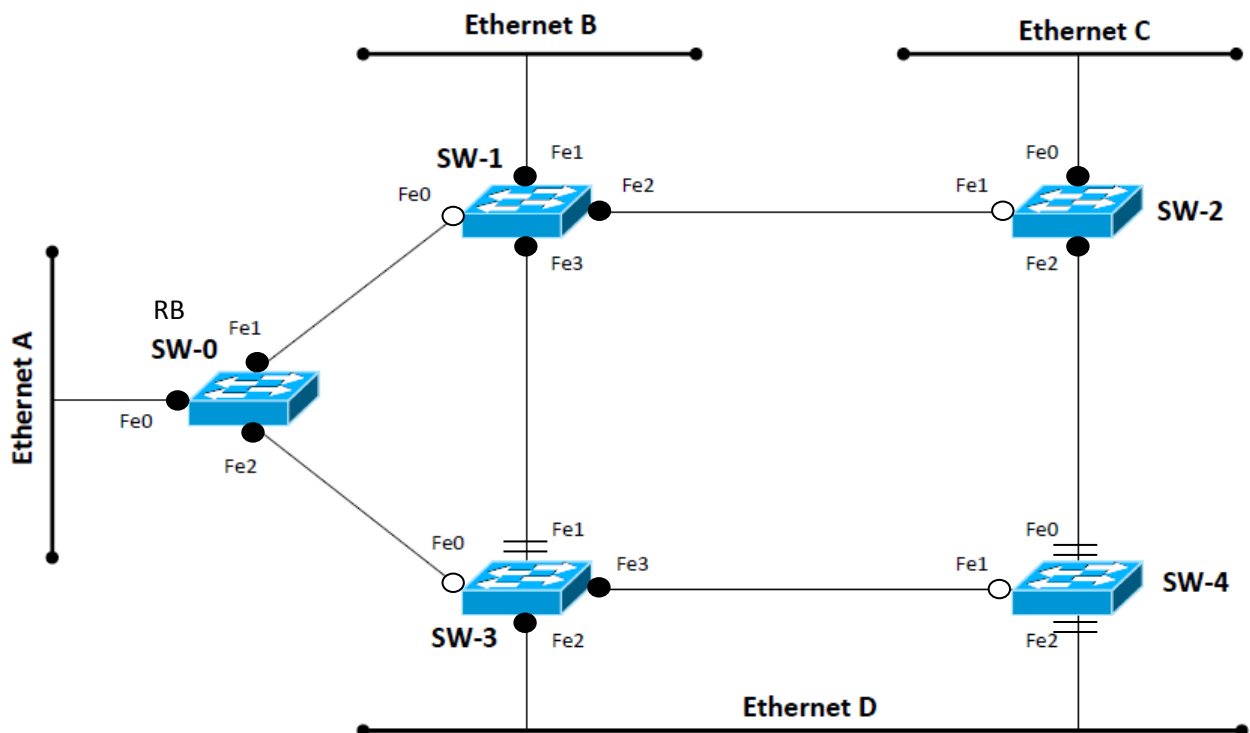 Ethernet B
Ethernet C
SW-1
Fe1
Fe0
Fe0
Fe2
Fe1
SW-2
Fe3
Fe2
Ethernet A
RB
Fe1
SW-0
Fe0
Fe2
Fe1
Fe0
Fe0
Fe3
Fe1
SW-4
SW-3
Fe2
Fe2
Ethernet D